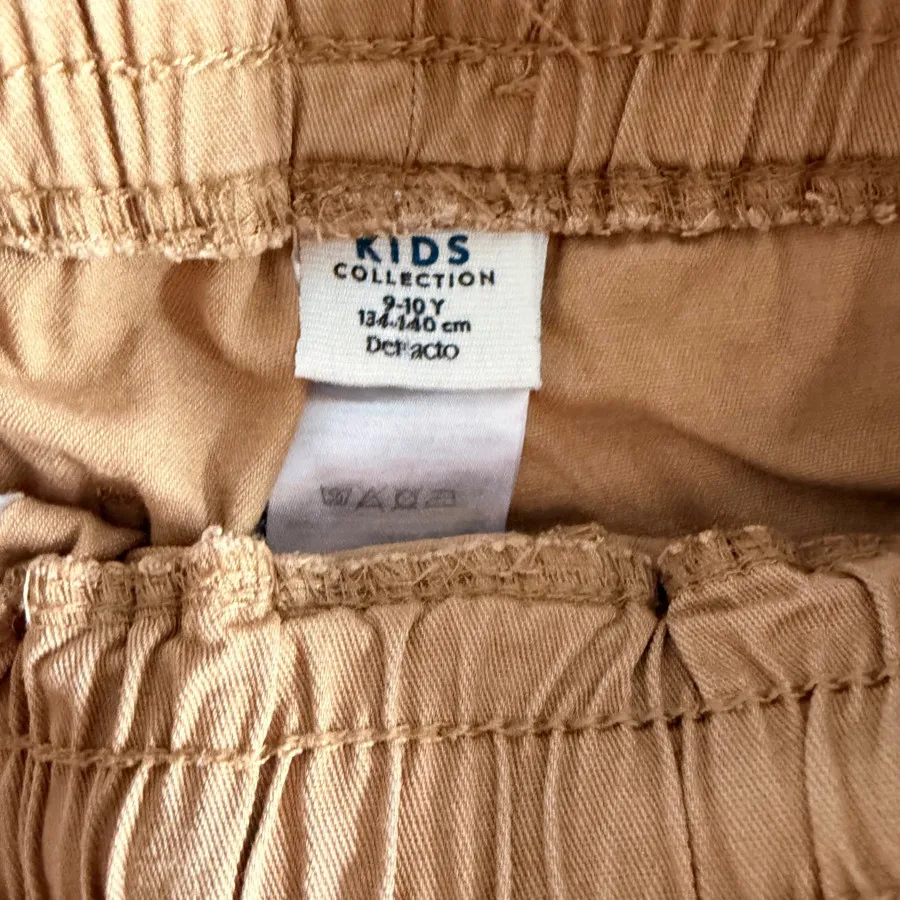 KIDS
COLLECTION
9-10 Y
134-140 cm
DeFacto